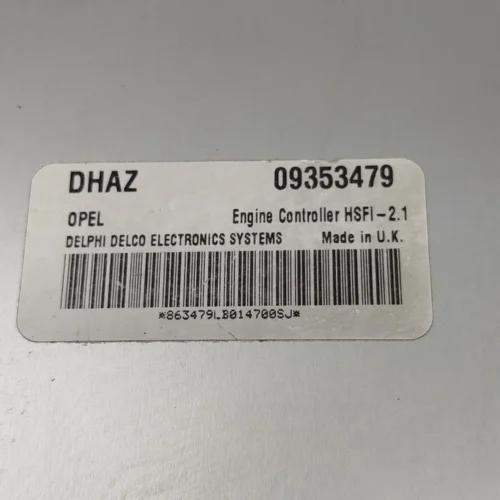 DHAZ 09353479
OPEL Engine Controller HSFI-2.1
DELPHI DELCO ELECTRONICS SYSTEMS Made in U.K.
*863479LB014700SJ*